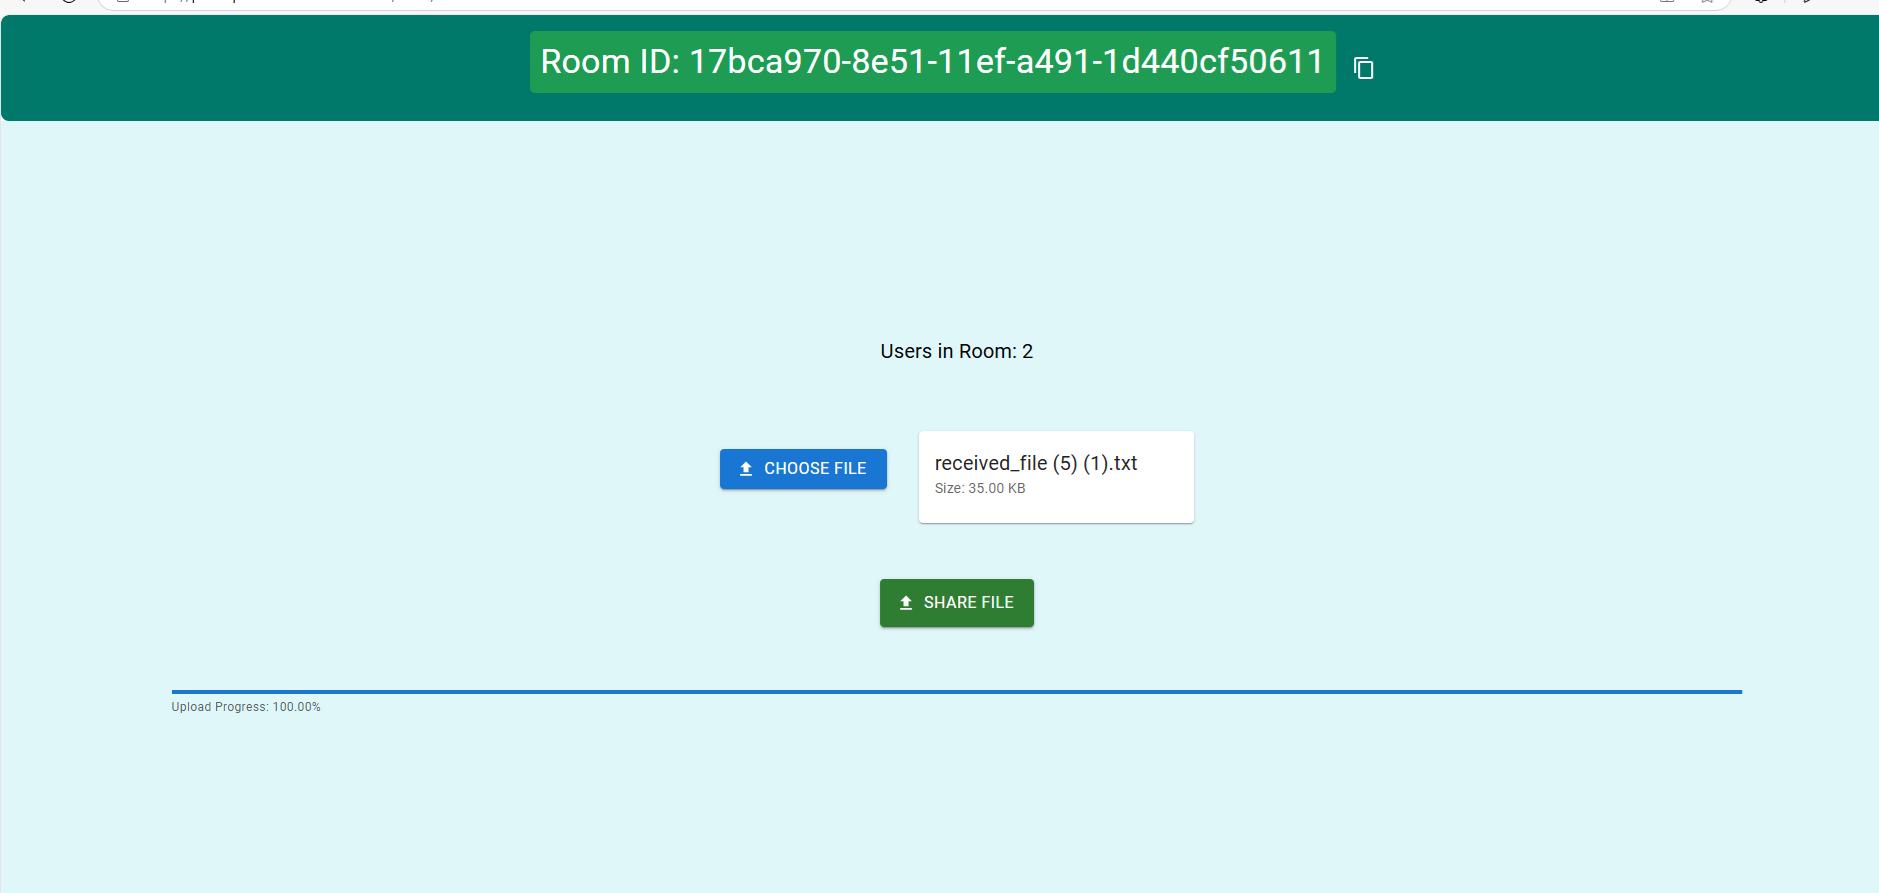 Room ID: 17bca970-8e51-11ef-a491-1d440cf50611
Users in Room: 2
CHOOSE FILE
received_file (5) (1).txt
Size: 35.00 KB
SHARE FILE
Upload Progress: 100.00%